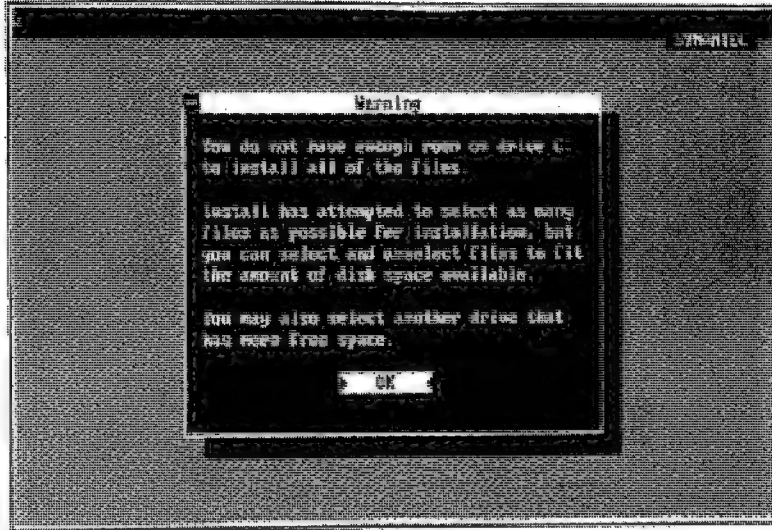 SYMANTEC
Warning
You do not have enough room on drive C:
to install all of the files.
Install has attempted to select as many
files as possible for installation, but
you can select and unselect files to fit
the amount of disk space available.
You may also select another drive that
has more free space.
OK